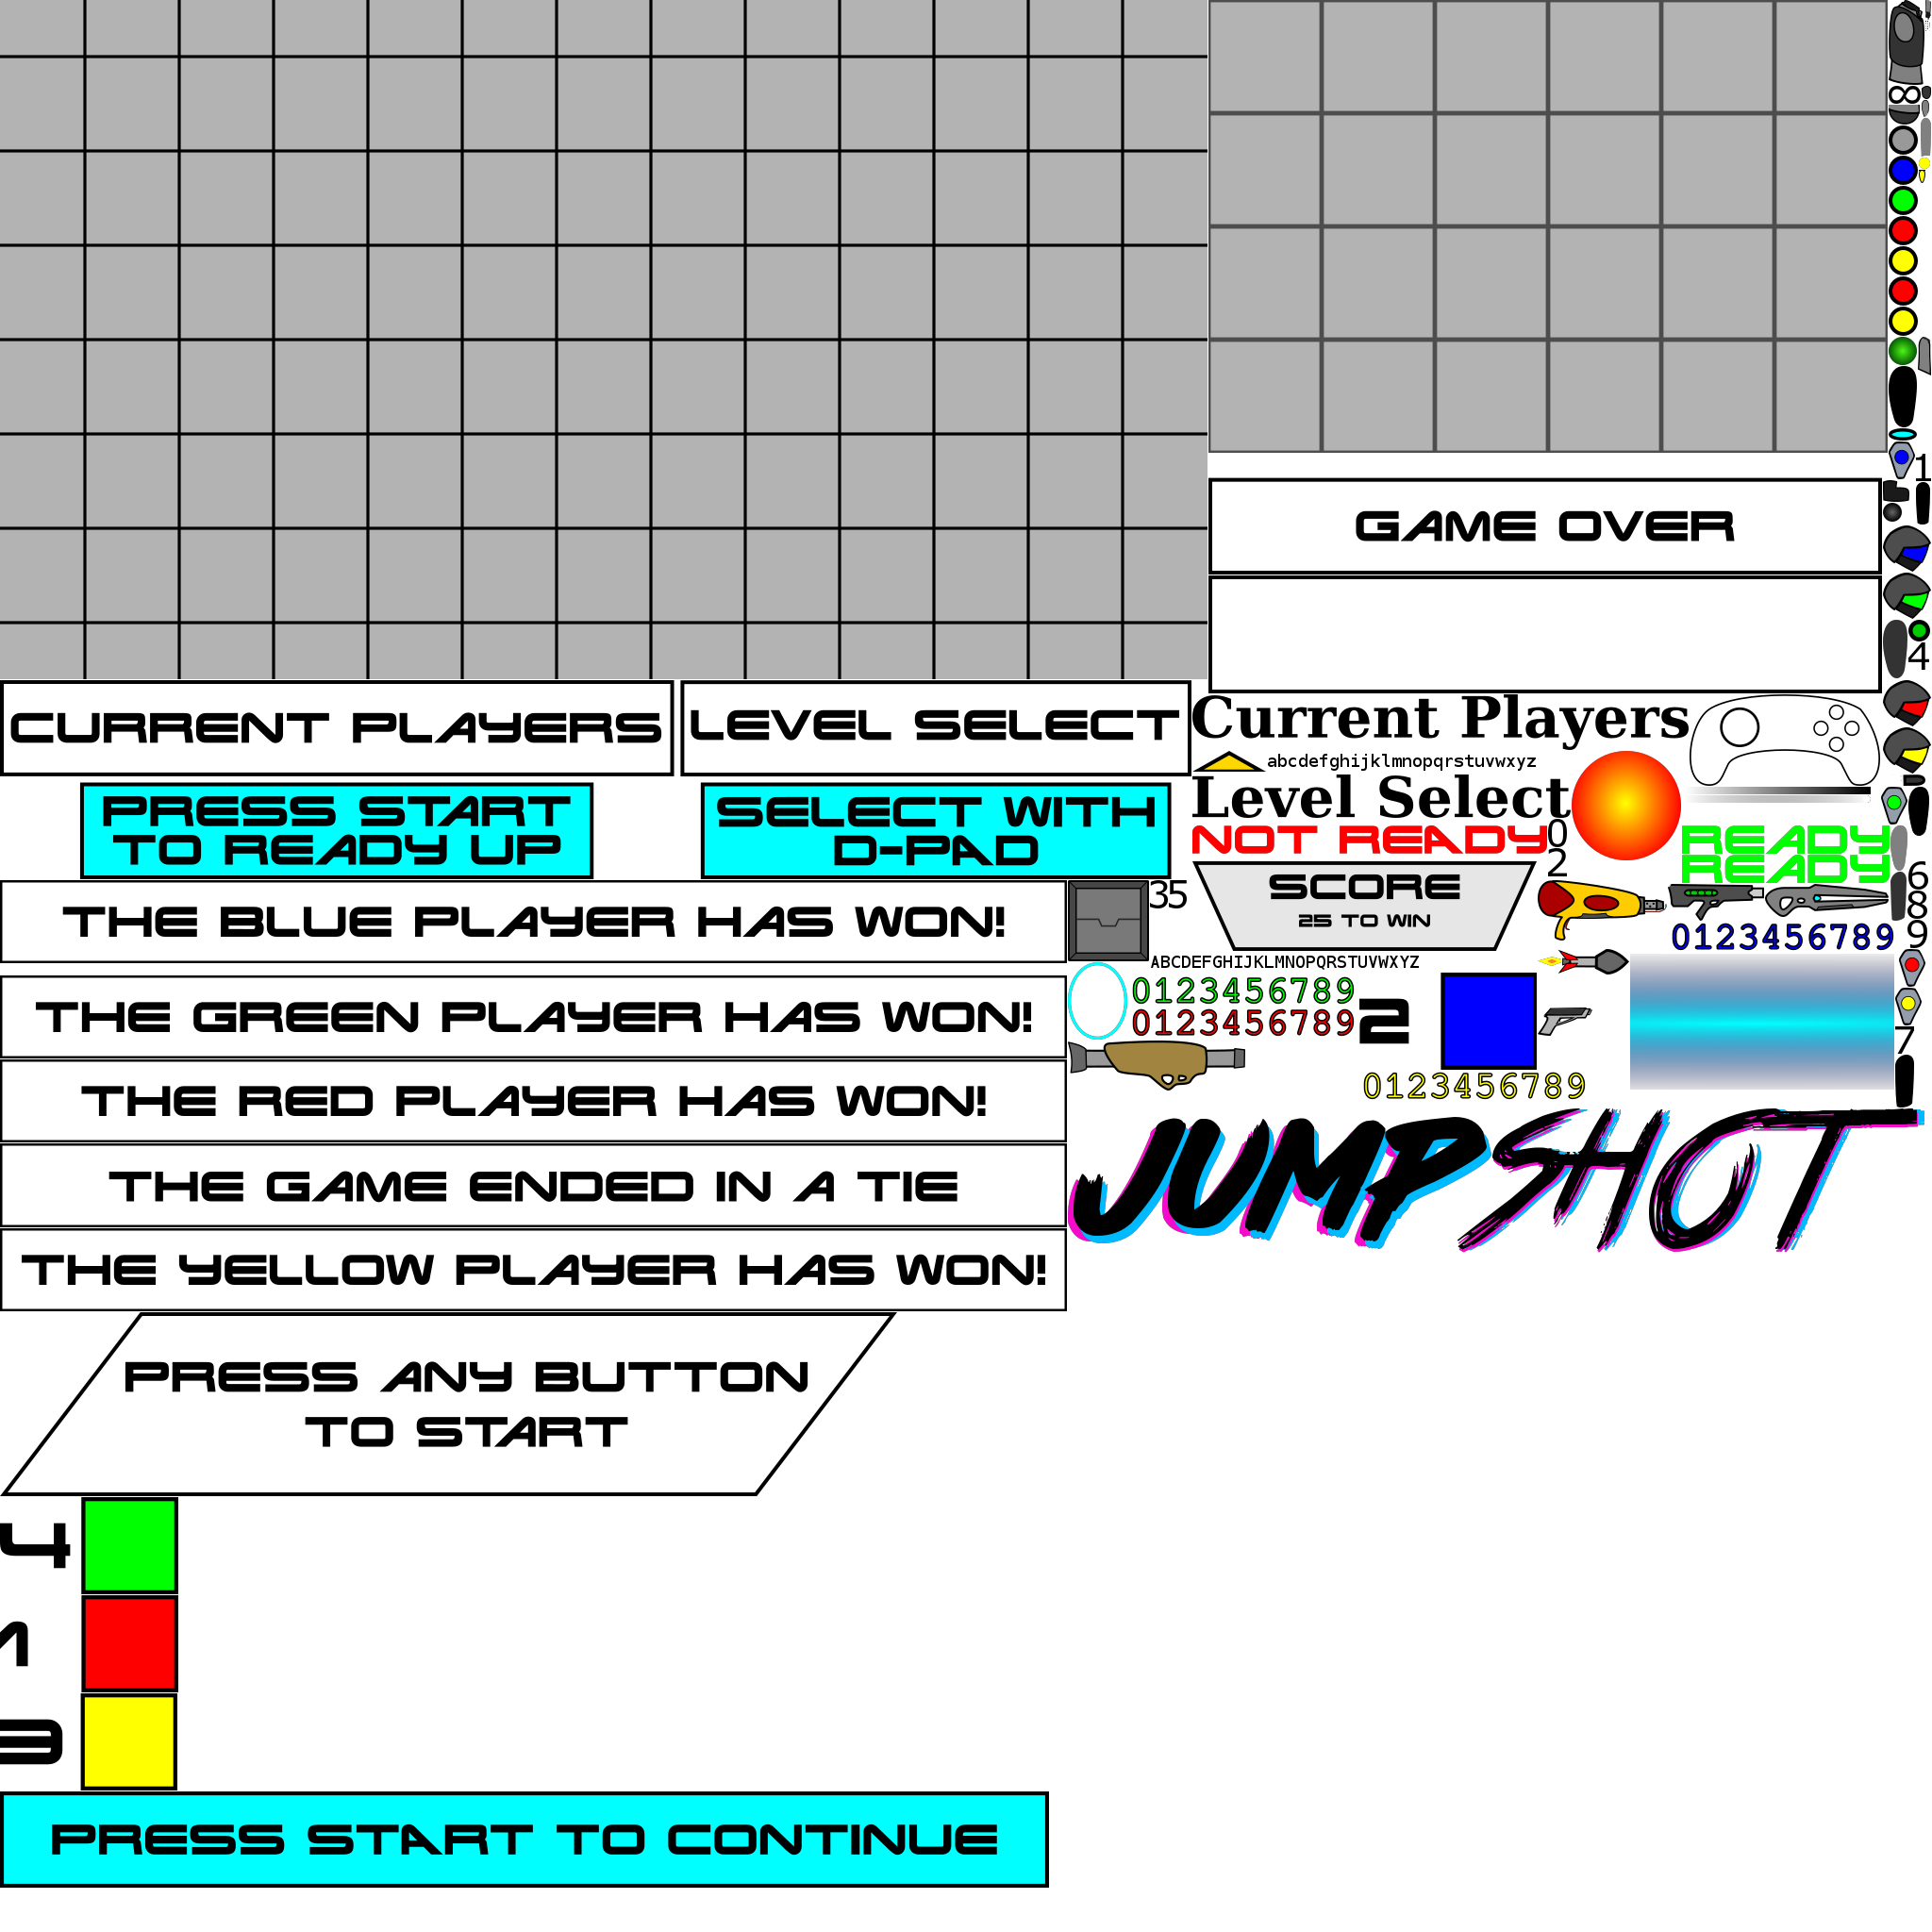 ∞
1
GAME OVER
4
CURRENT PLAYERS
LEVEL SELECT
Current Players
abcdefghijklmnopqrstuvwxyz
Level Select
PRESS START
TO READY UP
SELECT WITH
D-PAD
NOT READY
0
2
READY
READY
6
8
9
THE BLUE PLAYER HAS WON!
35
SCORE
25 TO WIN
0123456789
ABCDEFGHIJKLMNOPQRSTUVWXYZ
THE GREEN PLAYER HAS WON!
0123456789
0123456789
2
7
0123456789
THE RED PLAYER HAS WON!
JUMPSHOT
THE GAME ENDED IN A TIE
THE YELLOW PLAYER HAS WON!
PRESS ANY BUTTON
TO START
4
1
3
PRESS START TO CONTINUE